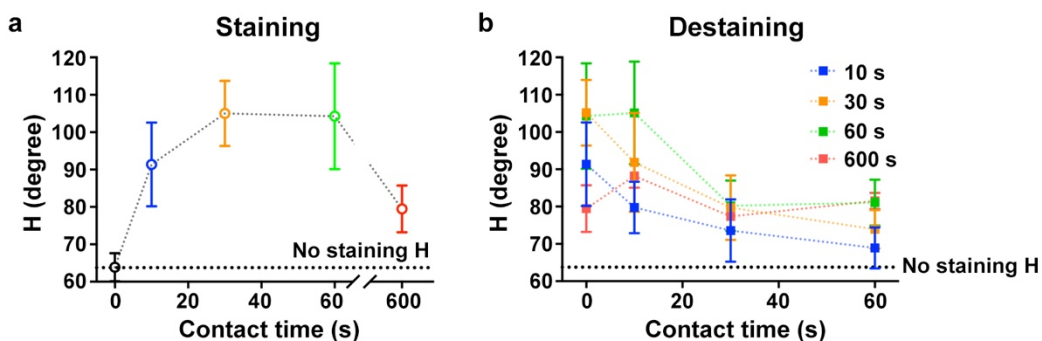 a
Staining
H (degree)
120
110
100
90
80
70
60
No staining H
0
20
40
60
600
Contact time (s)
b
Destaining
H (degree)
120
110
100
90
80
70
60
10 s
30 s
60 s
600 s
No staining H
0
20
40
60
Contact time (s)